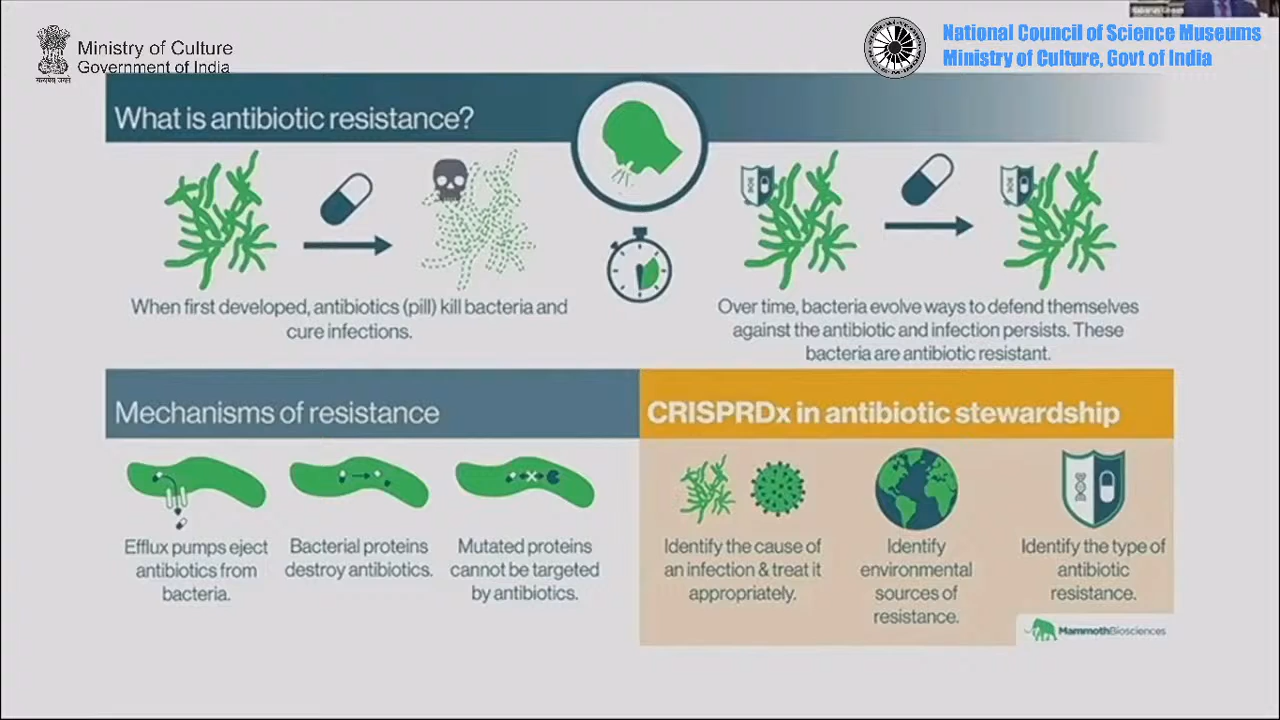 Ministry of Culture
Government of India
सत्यमेव जयते
National Council of Science Museums
Ministry of Culture, Govt of India
What is antibiotic resistance?
When first developed, antibiotics (pill) kill bacteria and
cure infections.
Over time, bacteria evolve ways to defend themselves
against the antibiotic and infection persists. These
bacteria are antibiotic resistant.
Mechanisms of resistance
Efflux pumps eject
antibiotics from
bacteria.
Bacterial proteins
destroy antibiotics.
Mutated proteins
cannot be targeted
by antibiotics.
CRISPRDx in antibiotic stewardship
Identify the cause of
an infection & treat it
appropriately.
Identify
environmental
sources of
resistance.
Identify the type of
antibiotic
resistance.
MammothBiosciences